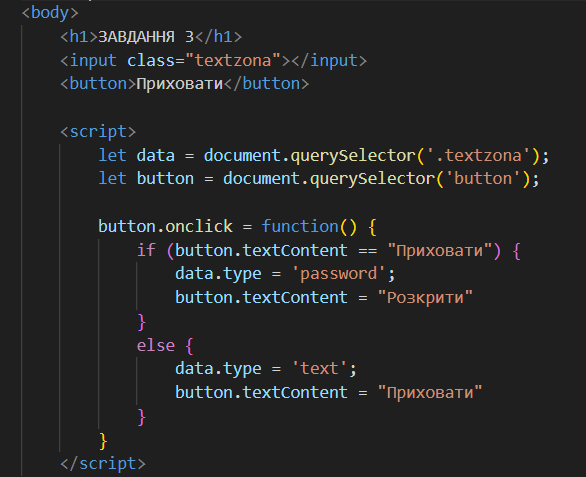 <body>
<h1>ЗАВДАННЯ 3</h1>
<input class="textzona"></input>
<button>Приховати</button>
<script>
let data = document.querySelector('.textzona');
let button = document.querySelector('button');
button.onclick = function() {
if (button.textContent == "Приховати") {
data.type = 'password';
button.textContent = "Розкрити"
}
else {
data.type = 'text';
button.textContent = "Приховати"
}
}
</script>